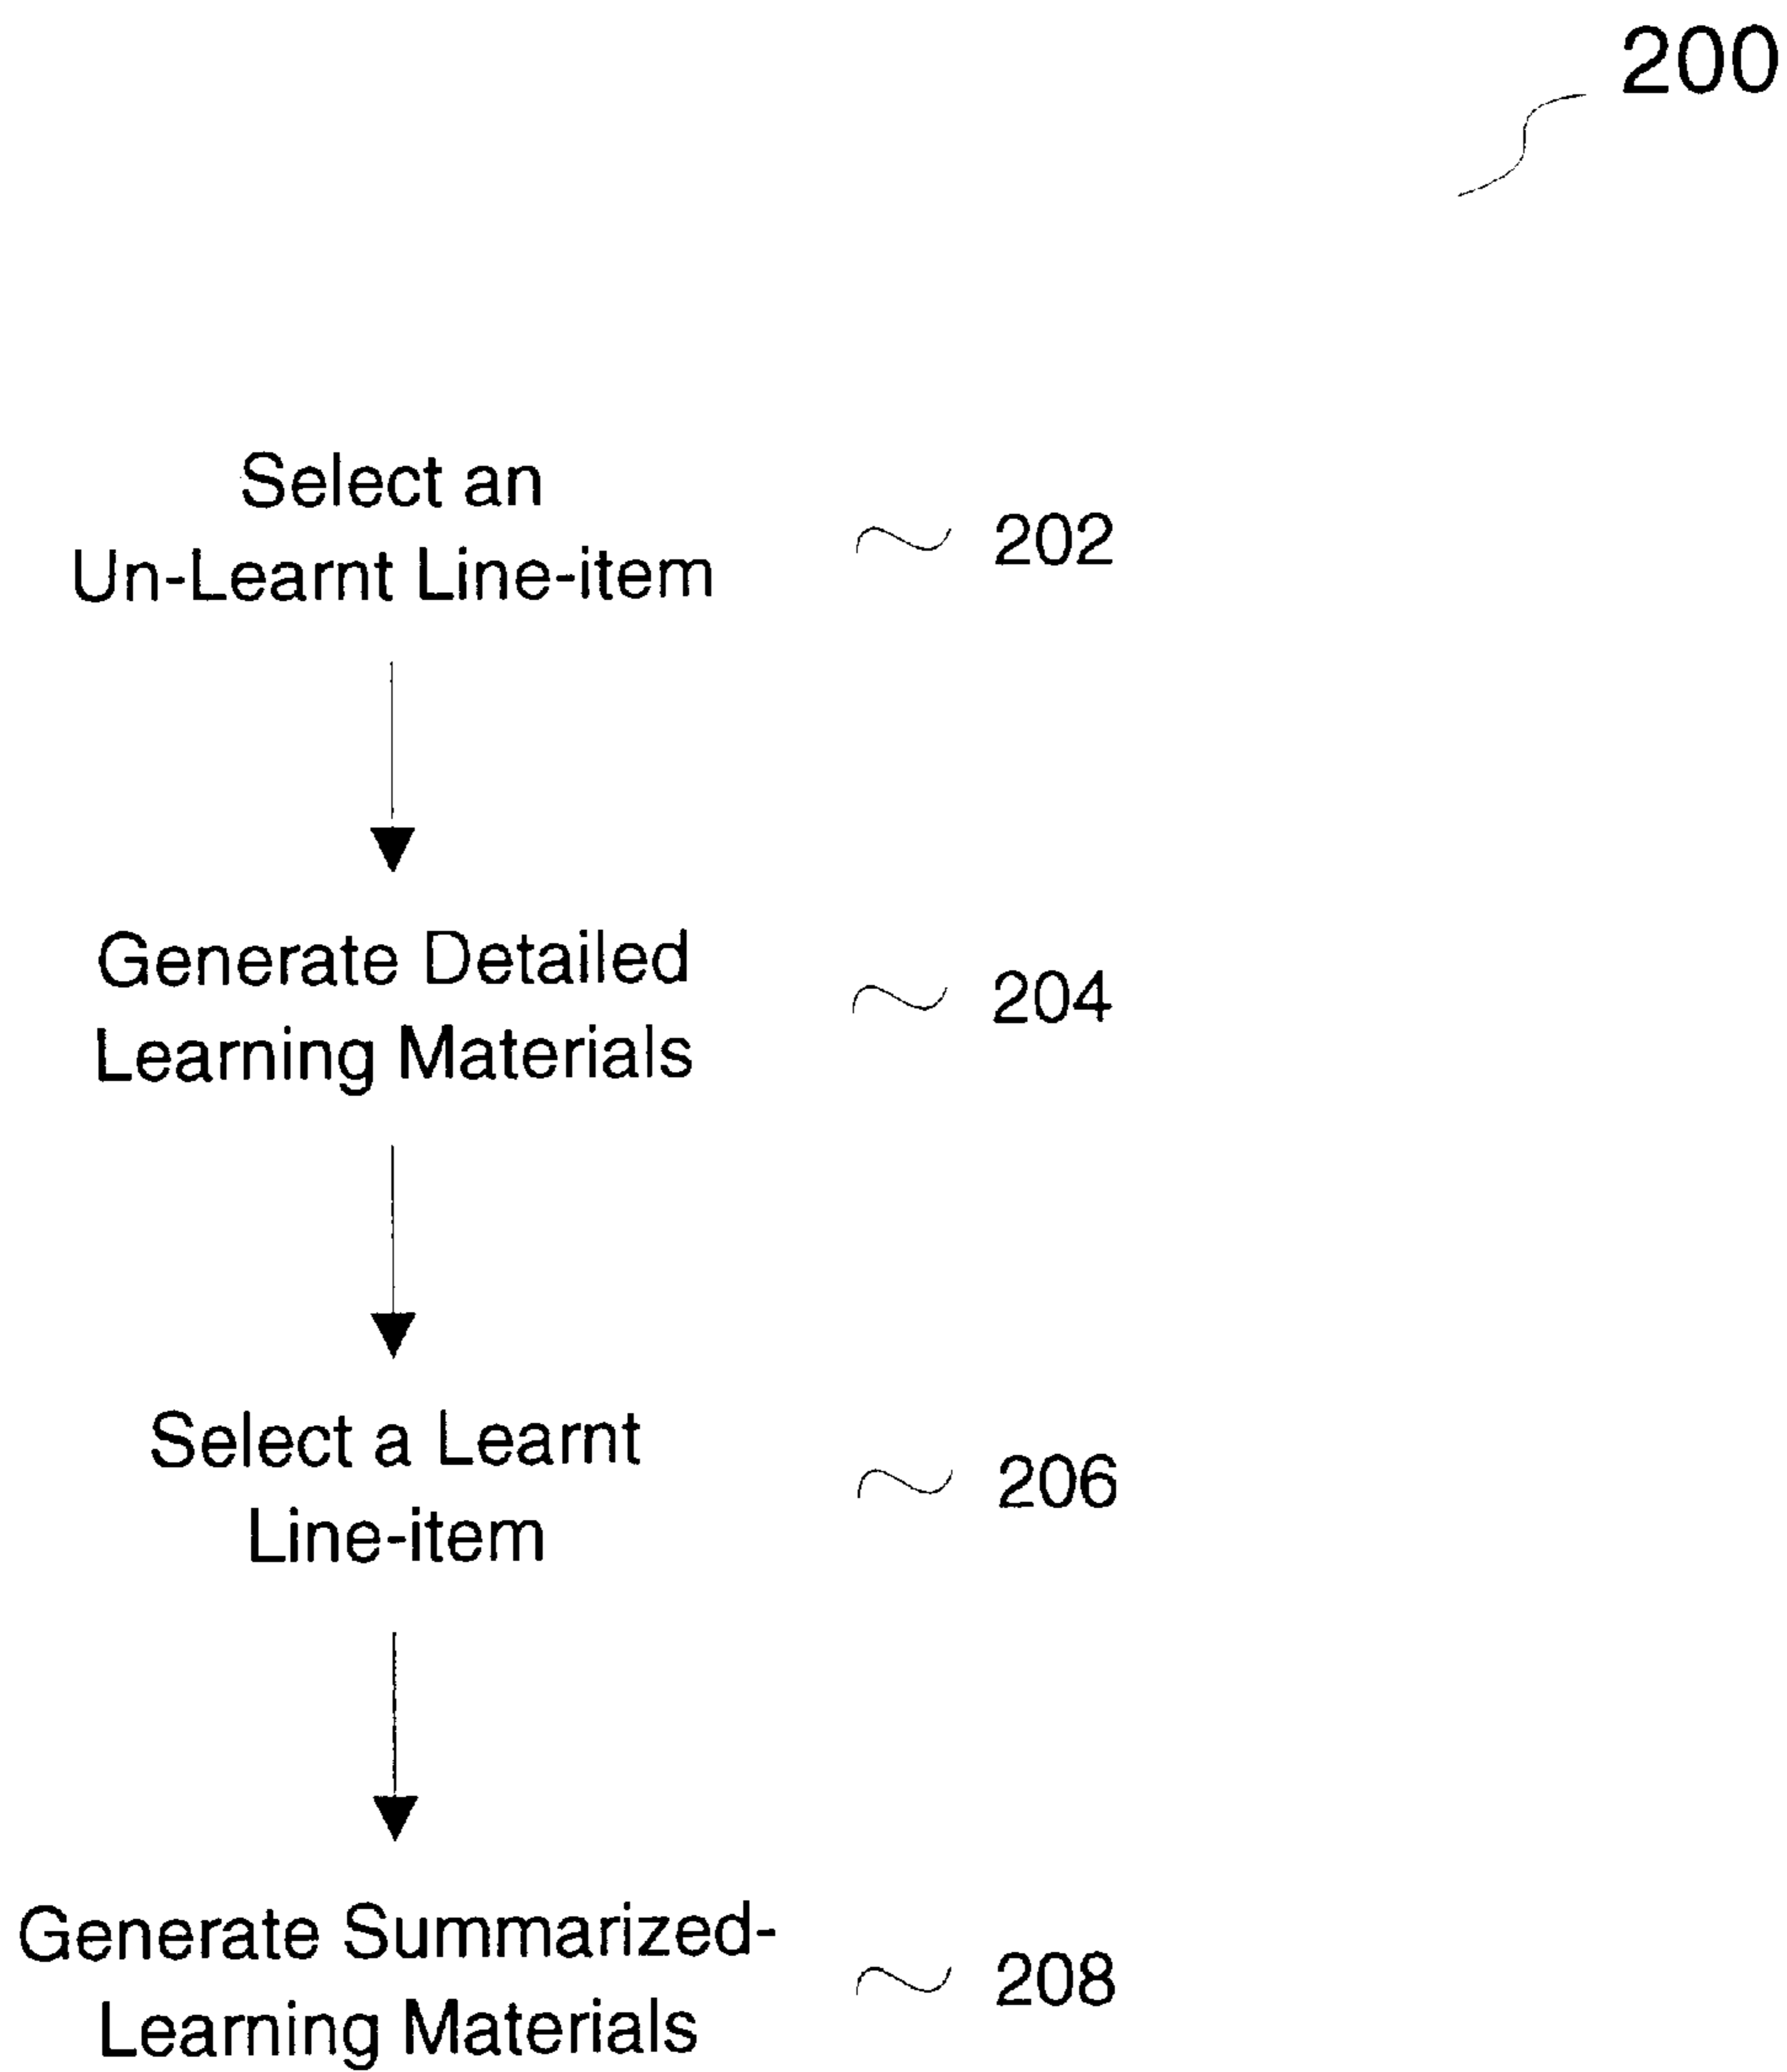 200
Select an
Un-Learnt Line-item
202
Generate Detailed
Learning Materials
204
Select a Learnt
Line-item
206
Generate Summarized-
Learning Materials
208